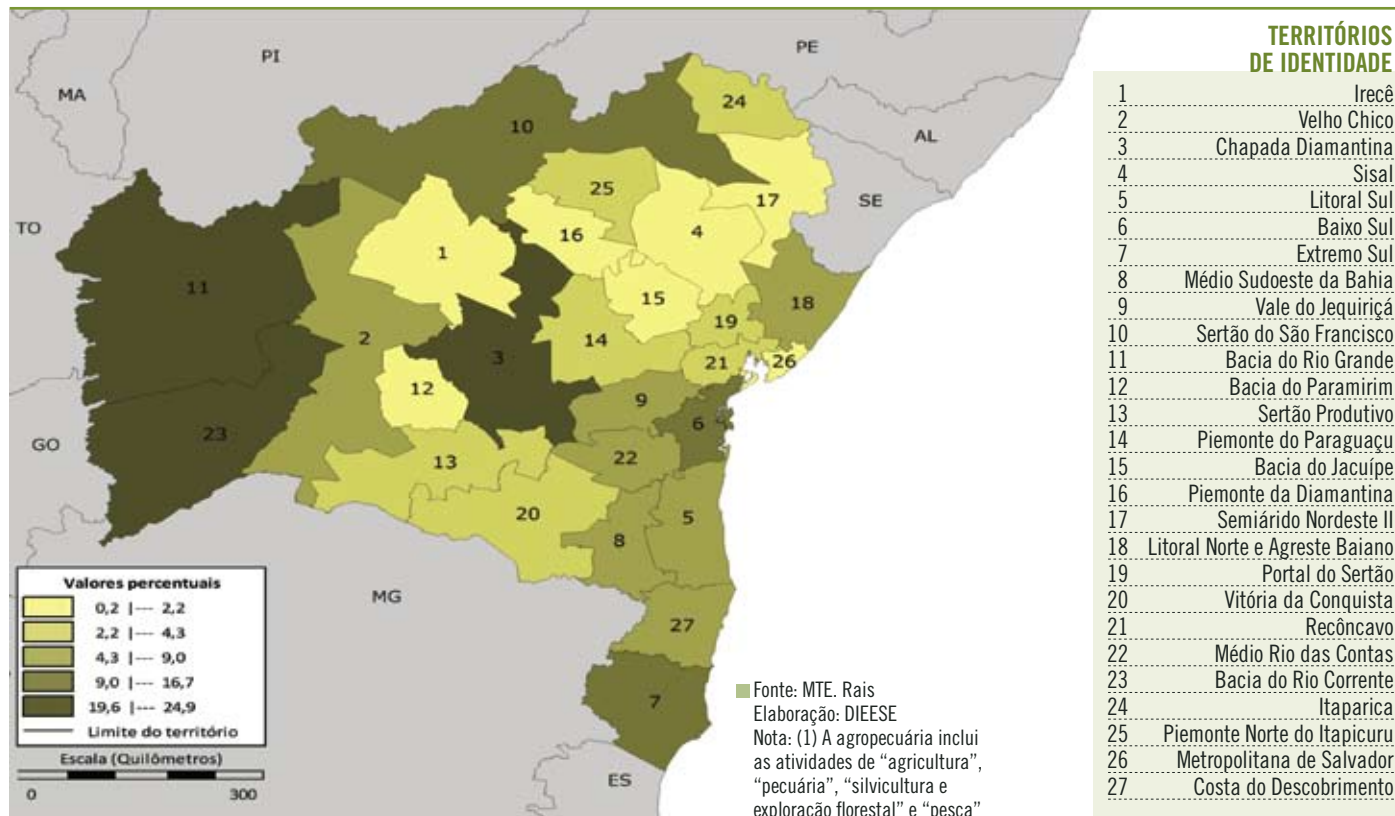 PI
PE
MA
AL
SE
TO
GO
MG
ES
24
10
25
17
16
4
1
11
15
18
2
19
14
3
21
26
12
9
6
23
22
13
20
5
8
27
7
Valores percentuais
0,2 |--- 2,2
2,2 |--- 4,3
4,3 |--- 9,0
9,0 |--- 16,7
19,6 |--- 24,9
Limite do território
Escala (Quilômetros)
0 300
Fonte: MTE. Rais
Elaboração: DIEESE
Nota: (1) A agropecuária inclui
as atividades de “agricultura”,
“pecuária”, “silvicultura e
exploração florestal” e “pesca”
TERRITÓRIOS
DE IDENTIDADE
1 Irecê
2 Velho Chico
3 Chapada Diamantina
4 Sisal
5 Litoral Sul
6 Baixo Sul
7 Extremo Sul
8 Médio Sudoeste da Bahia
9 Vale do Jequiriçá
10 Sertão do São Francisco
11 Bacia do Rio Grande
12 Bacia do Paramirim
13 Sertão Produtivo
14 Piemonte do Paraguaçu
15 Bacia do Jacuípe
16 Piemonte da Diamantina
17 Semiárido Nordeste II
18 Litoral Norte e Agreste Baiano
19 Portal do Sertão
20 Vitória da Conquista
21 Recôncavo
22 Médio Rio das Contas
23 Bacia do Rio Corrente
24 Itaparica
25 Piemonte Norte do Itapicuru
26 Metropolitana de Salvador
27 Costa do Descobrimento